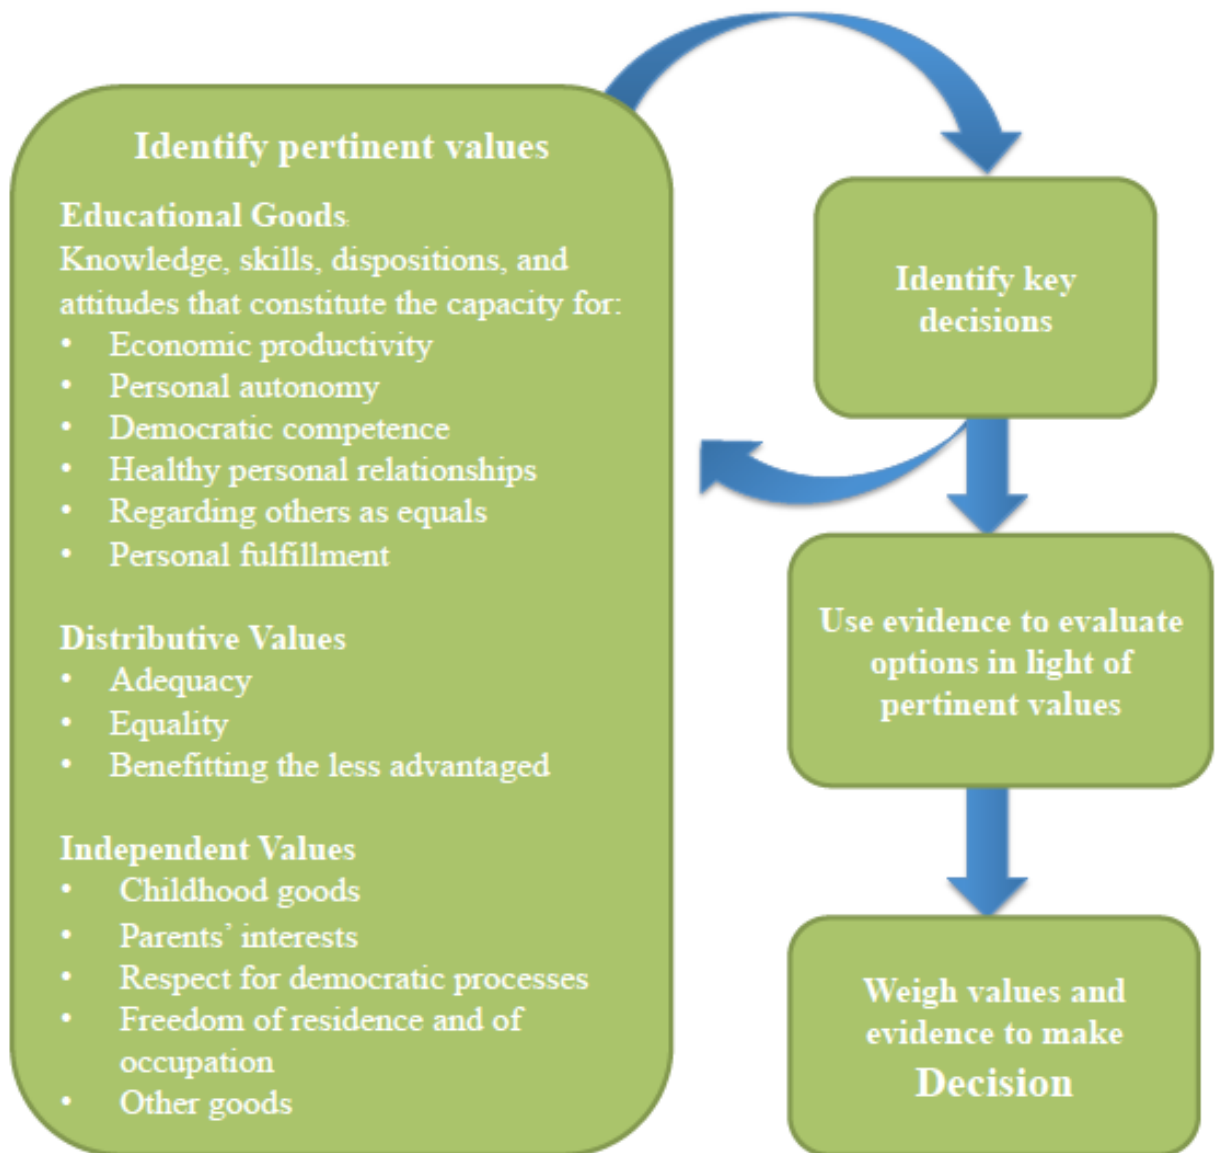 Identify pertinent values
Educational Goods:
Knowledge, skills, dispositions, and
attitudes that constitute the capacity for:
• Economic productivity
• Personal autonomy
• Democratic competence
• Healthy personal relationships
• Regarding others as equals
• Personal fulfillment
Distributive Values
• Adequacy
• Equality
• Benefitting the less advantaged
Independent Values
• Childhood goods
• Parents’ interests
• Respect for democratic processes
• Freedom of residence and of
occupation
• Other goods
Identify key
decisions
Use evidence to evaluate
options in light of
pertinent values
Weigh values and
evidence to make
Decision